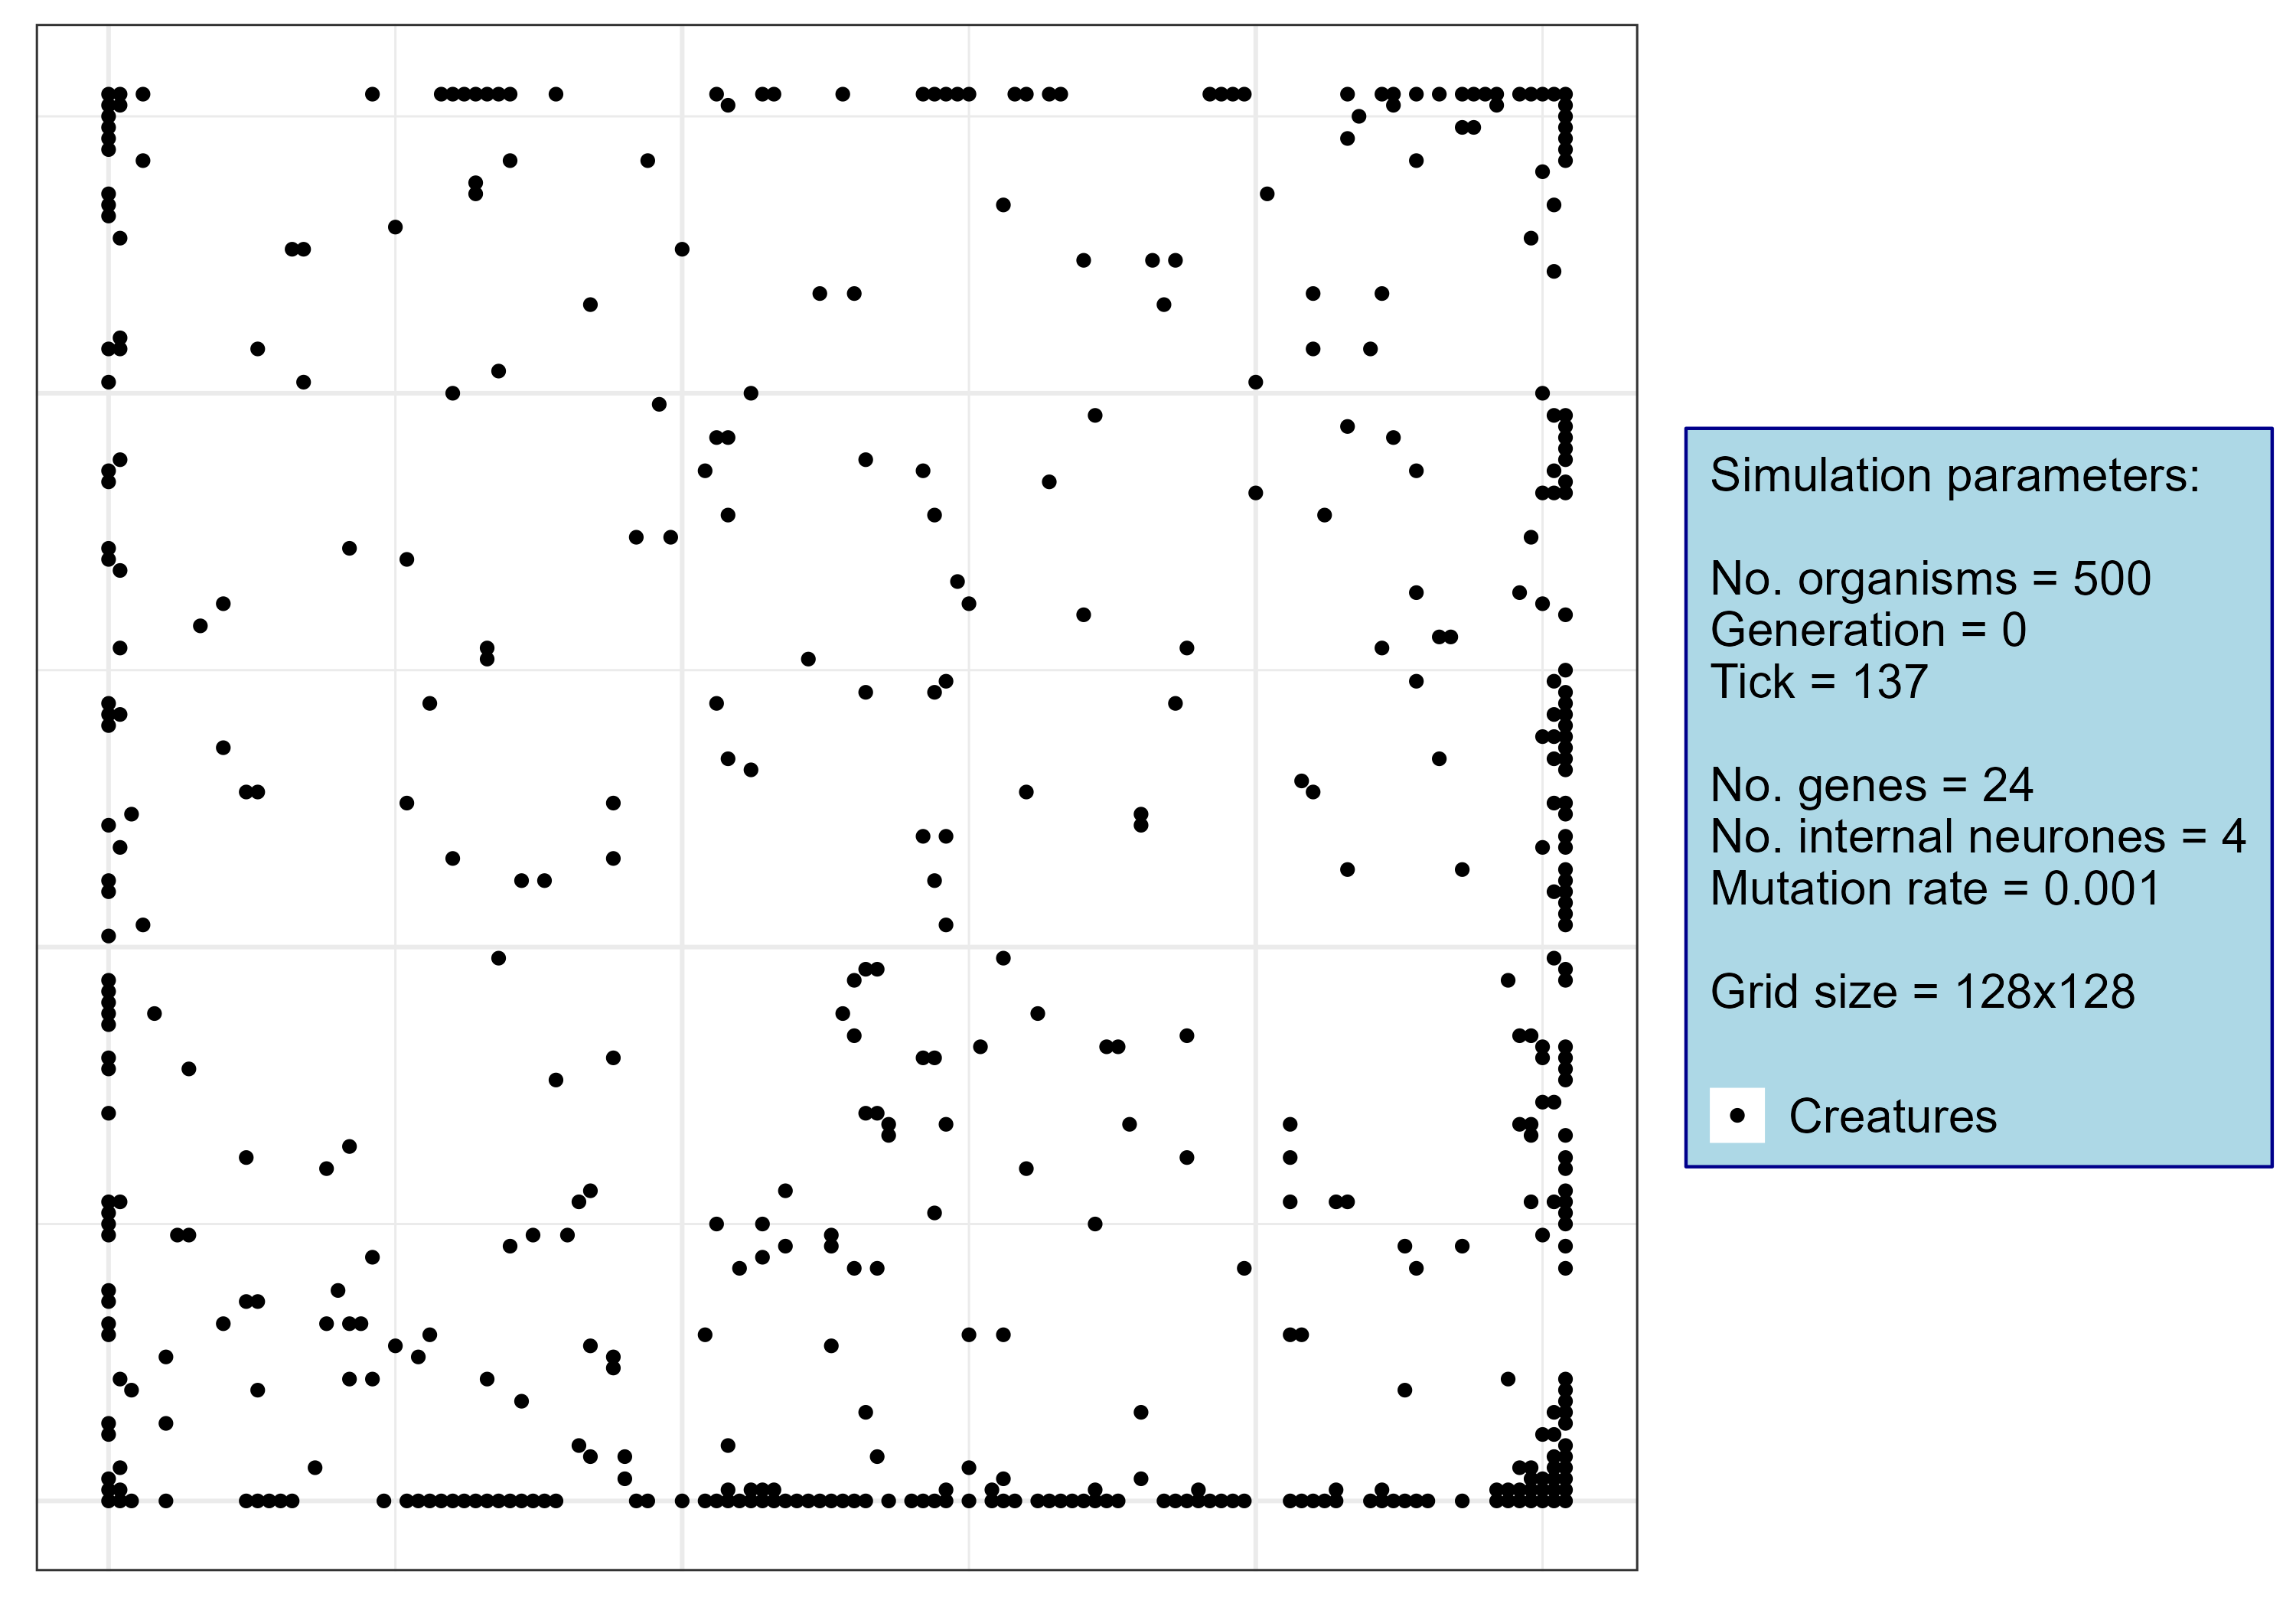 Simulation parameters:
No. organisms = 500
Generation = 0
Tick = 137
No. genes = 24
No. internal neurones = 4
Mutation rate = 0.001
Grid size = 128x128
Creatures